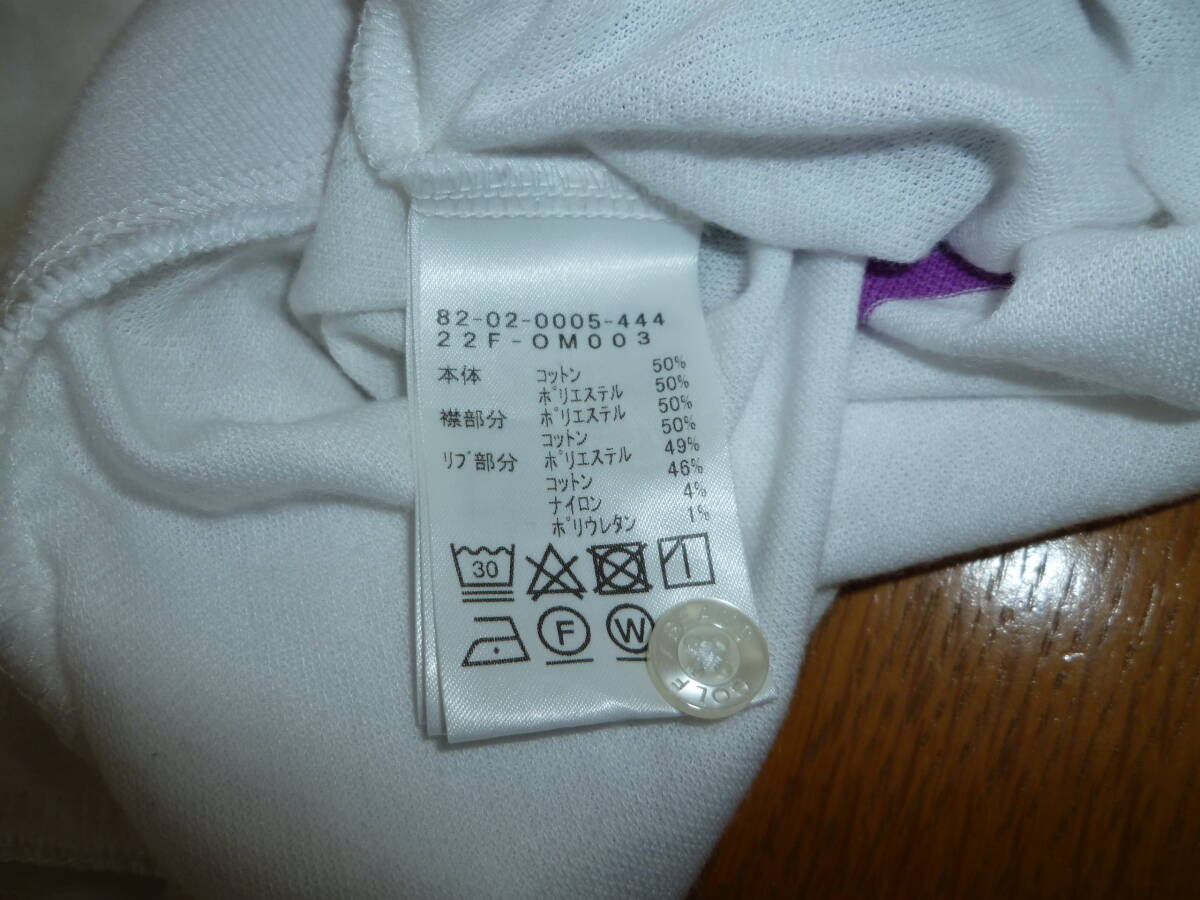 82-02-0005-444
22F-OM003
本体 コットン 50%
ポリエステル 50%
襟部分 ポリエステル 50%
コットン 50%
リブ部分 ポリエステル 49%
コットン 46%
ナイロン 4%
ポリウレタン 1%
30
F W
GOLF